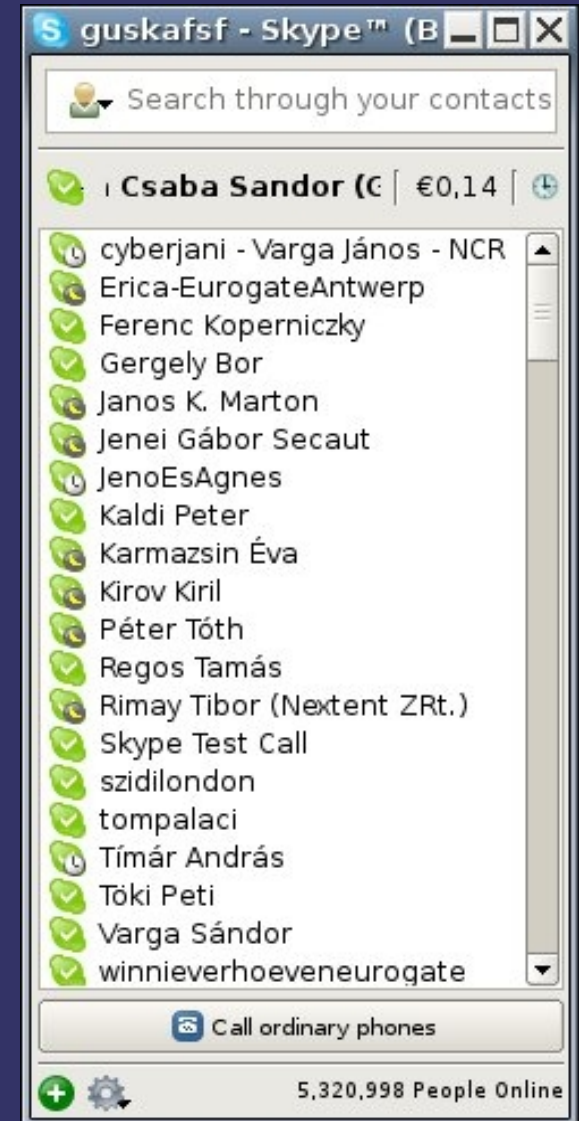 guskafsf - Skype™ (B
Search through your contacts
Csaba Sandor (G €0,14
cyberjani - Varga János - NCR
Erica-EurogateAntwerp
Ferenc Koperniczky
Gergely Bor
Janos K. Marton
Jenei Gábor Secaut
JenoEsAgnes
Kaldi Peter
Karmazsin Éva
Kirov Kiril
Péter Tóth
Regos Tamás
Rimay Tibor (Nextent ZRt.)
Skype Test Call
szidilondon
tompalaci
Tímár András
Töki Peti
Varga Sándor
winnieverhoeveneurogate
Call ordinary phones
5,320,998 People Online